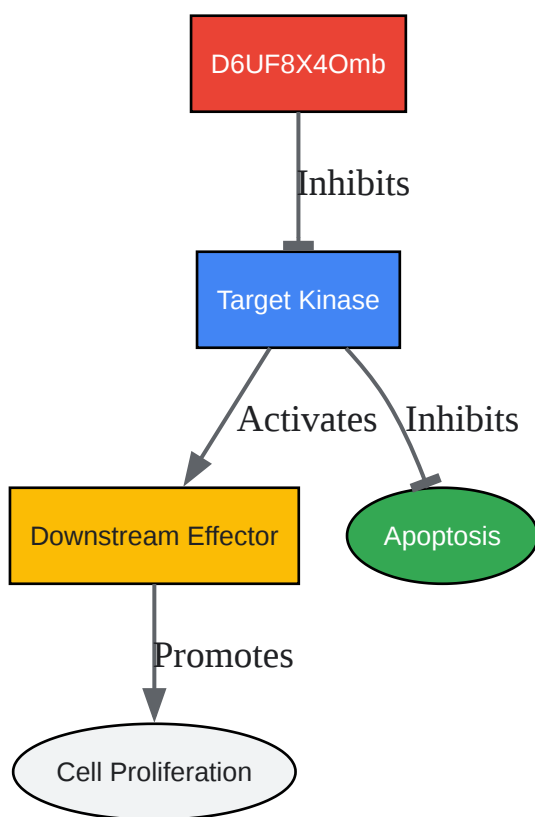 D6UF8X4Omb
Inhibits
Target Kinase
Activates
Inhibits
Downstream Effector
Apoptosis
Promotes
Cell Proliferation